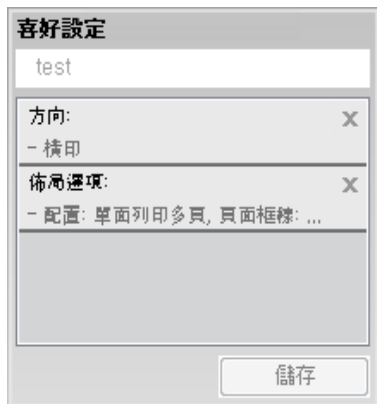 喜好設定
test
方向:
X
- 橫印
佈局選項:
X
- 配置: 單面列印多頁, 頁面框線: ...
儲存